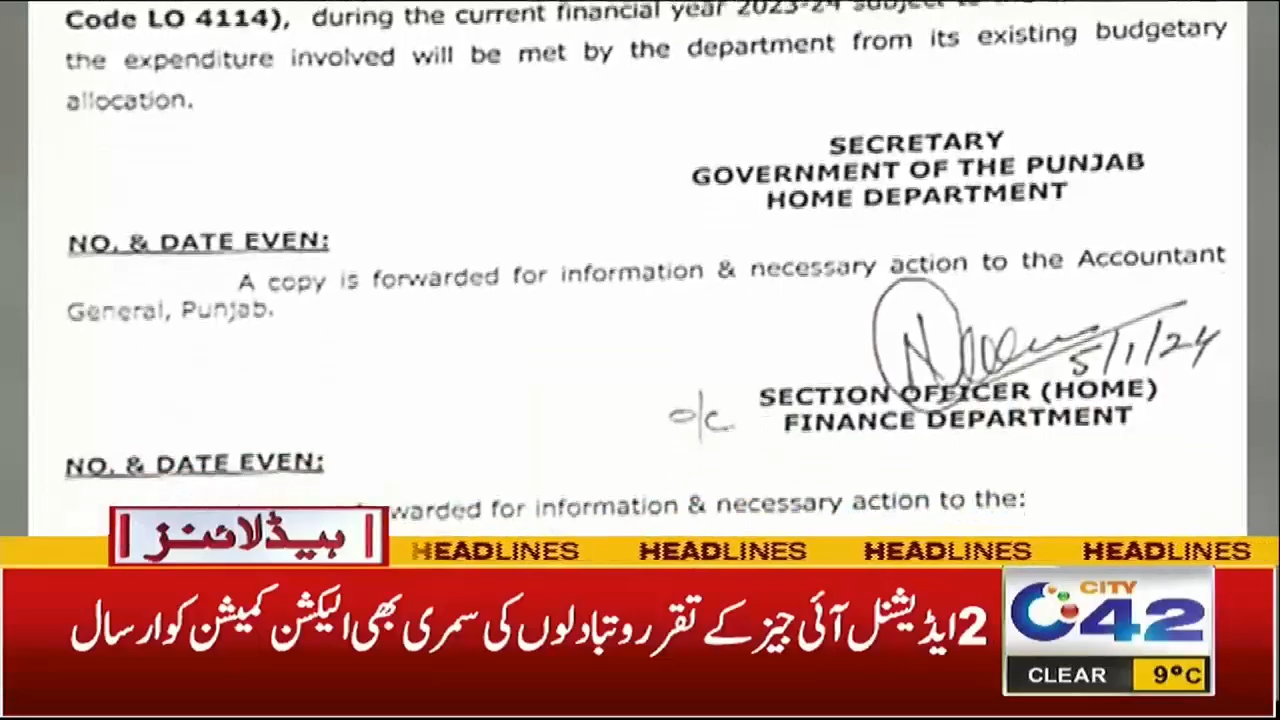 Code LO 4114), during the current financial year 2023-24 subject to the
the expenditure involved will be met by the department from its existing budgetary
allocation.
SECRETARY
GOVERNMENT OF THE PUNJAB
HOME DEPARTMENT
NO. & DATE EVEN:
A copy is forwarded for information & necessary action to the Accountant
General, Punjab.
5/1/24
o/c
SECTION OFFICER (HOME)
FINANCE DEPARTMENT
NO. & DATE EVEN:
forwarded for information & necessary action to the:
ہیڈلائنز
HEADLINES HEADLINES HEADLINES HEADLINES
2 ایڈیشنل آئی جیز کے تقرر و تبادلوں کی سمری بھی الیکشن کمیشن کو ارسال
CITY
42
CLEAR 9°C